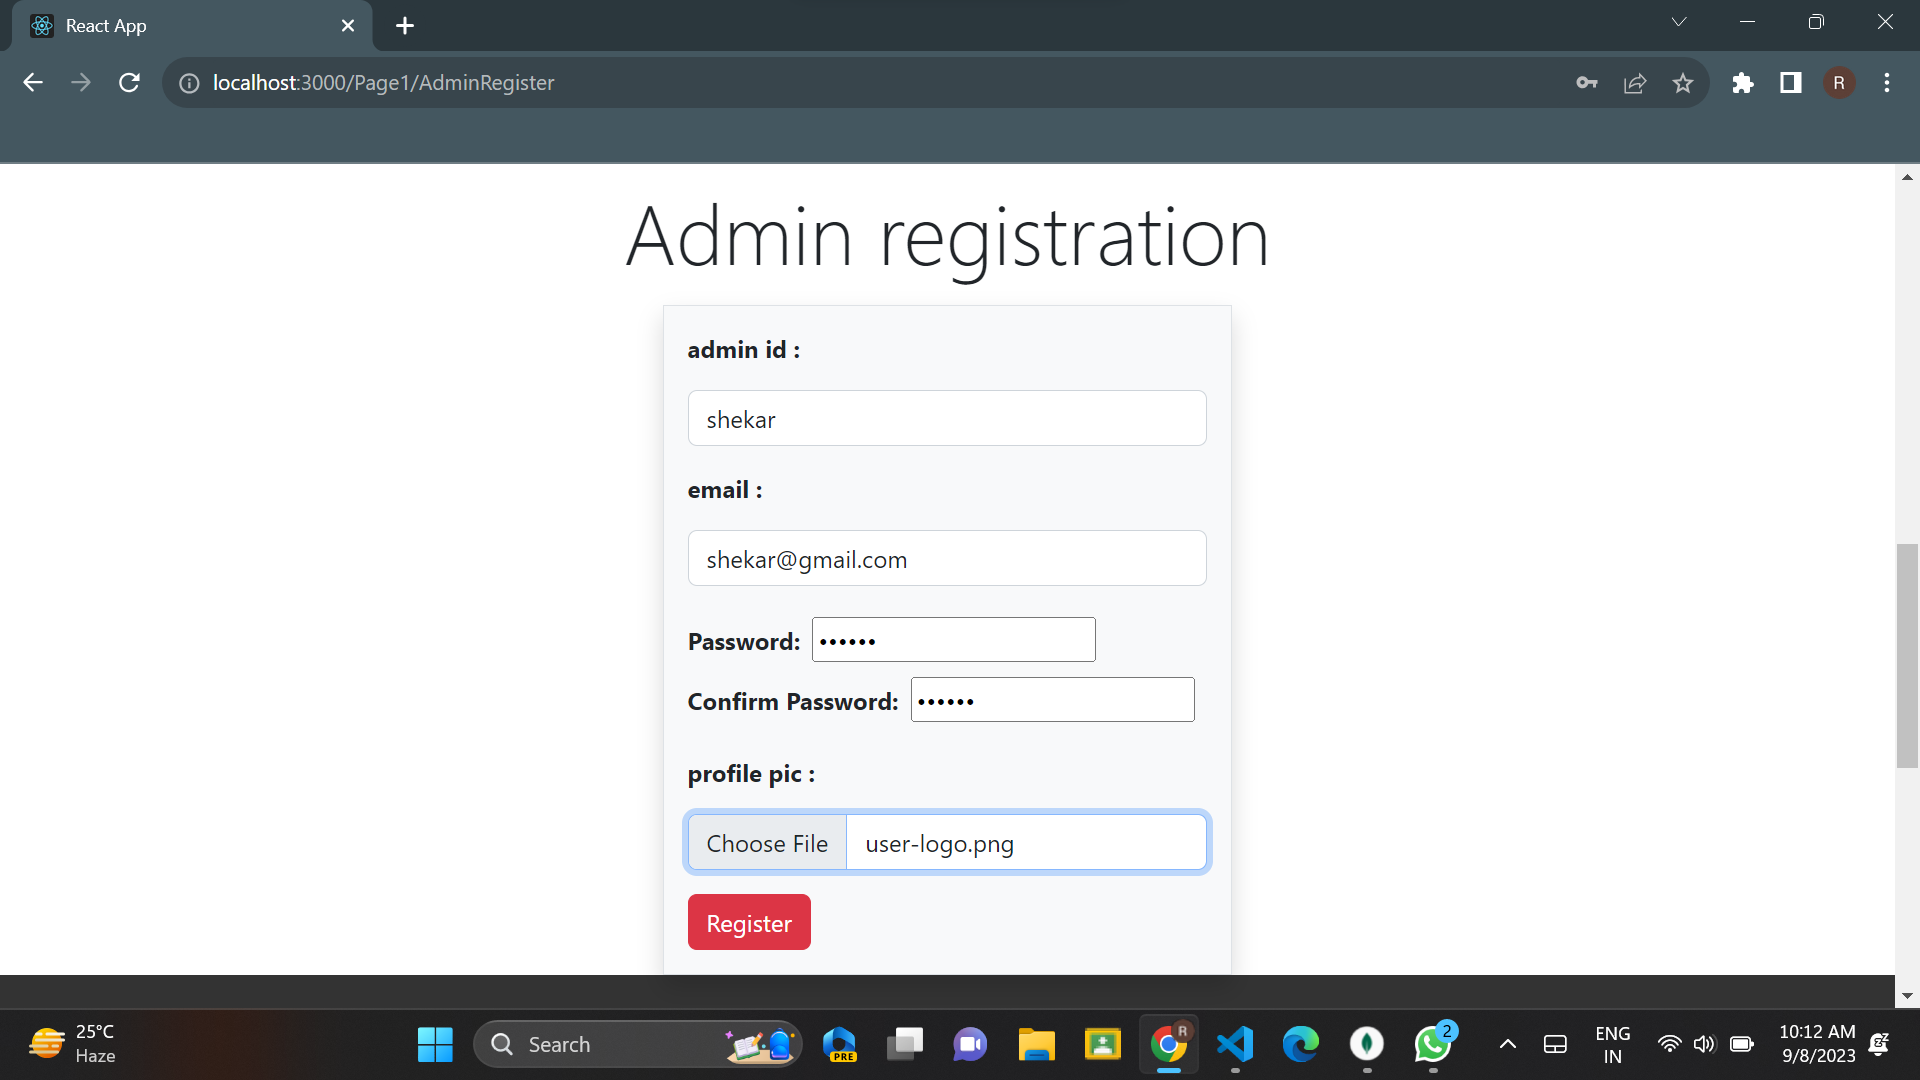 React App
localhost:3000/Page1/AdminRegister
R
Admin registration
admin id :
shekar
email :
shekar@gmail.com
Password: ••••••
Confirm Password: ••••••
profile pic :
Choose File user-logo.png
Register
25°C
Haze
Search
PRE
R
2
ENG
IN
10:12 AM
9/8/2023